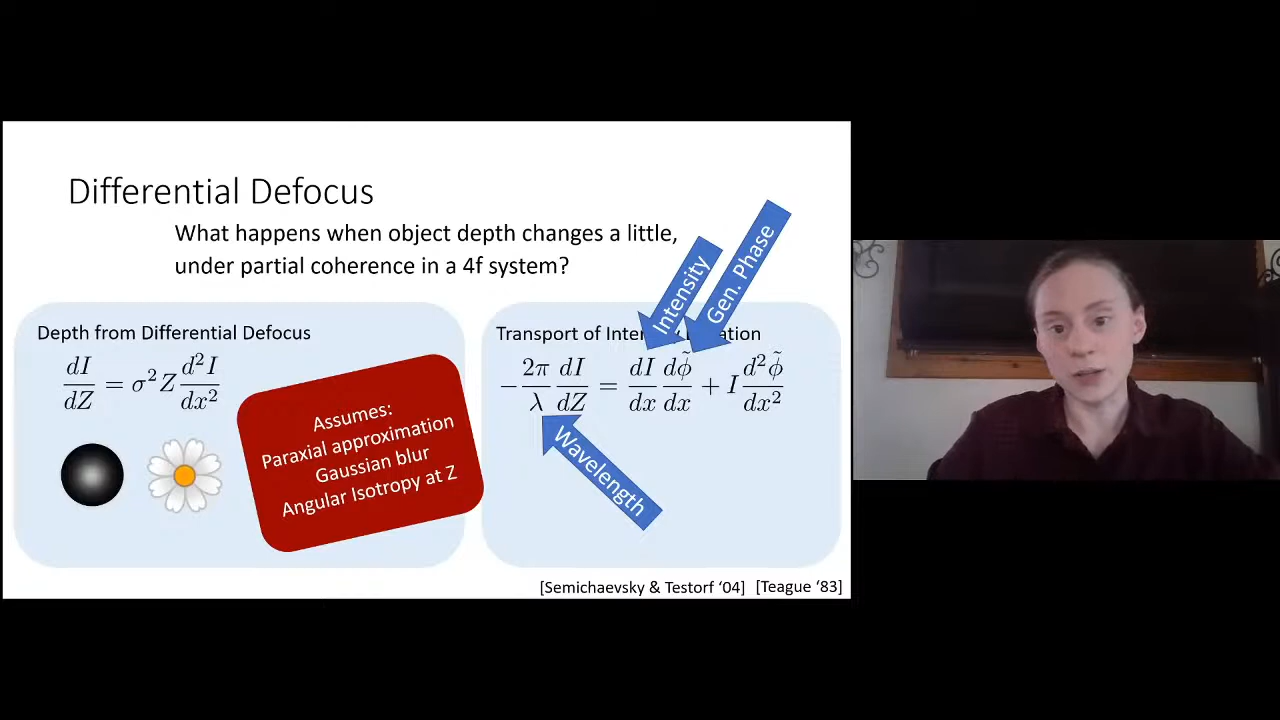 Differential Defocus
What happens when object depth changes a little,
under partial coherence in a 4f system?
Depth from Differential Defocus
dI/dZ = σ²Z d²I/dx²
Assumes:
Paraxial approximation
Gaussian blur
Angular Isotropy at Z
Intensity
Gen. Phase
Transport of Inten
ation
−2π/λ dI/dZ = dI/dx dϕ̃/dx + I d²ϕ̃/dx²
Wavelength
[Semichaevsky & Testorf ‘04] [Teague ‘83]